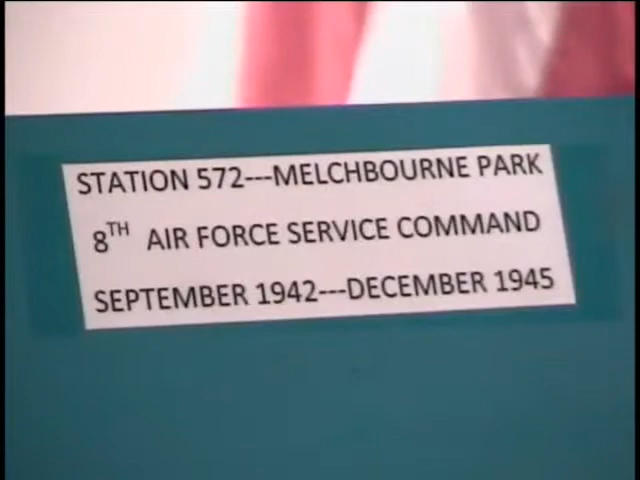 STATION 572---MELCHBOURNE PARK
8TH AIR FORCE SERVICE COMMAND
SEPTEMBER 1942---DECEMBER 1945